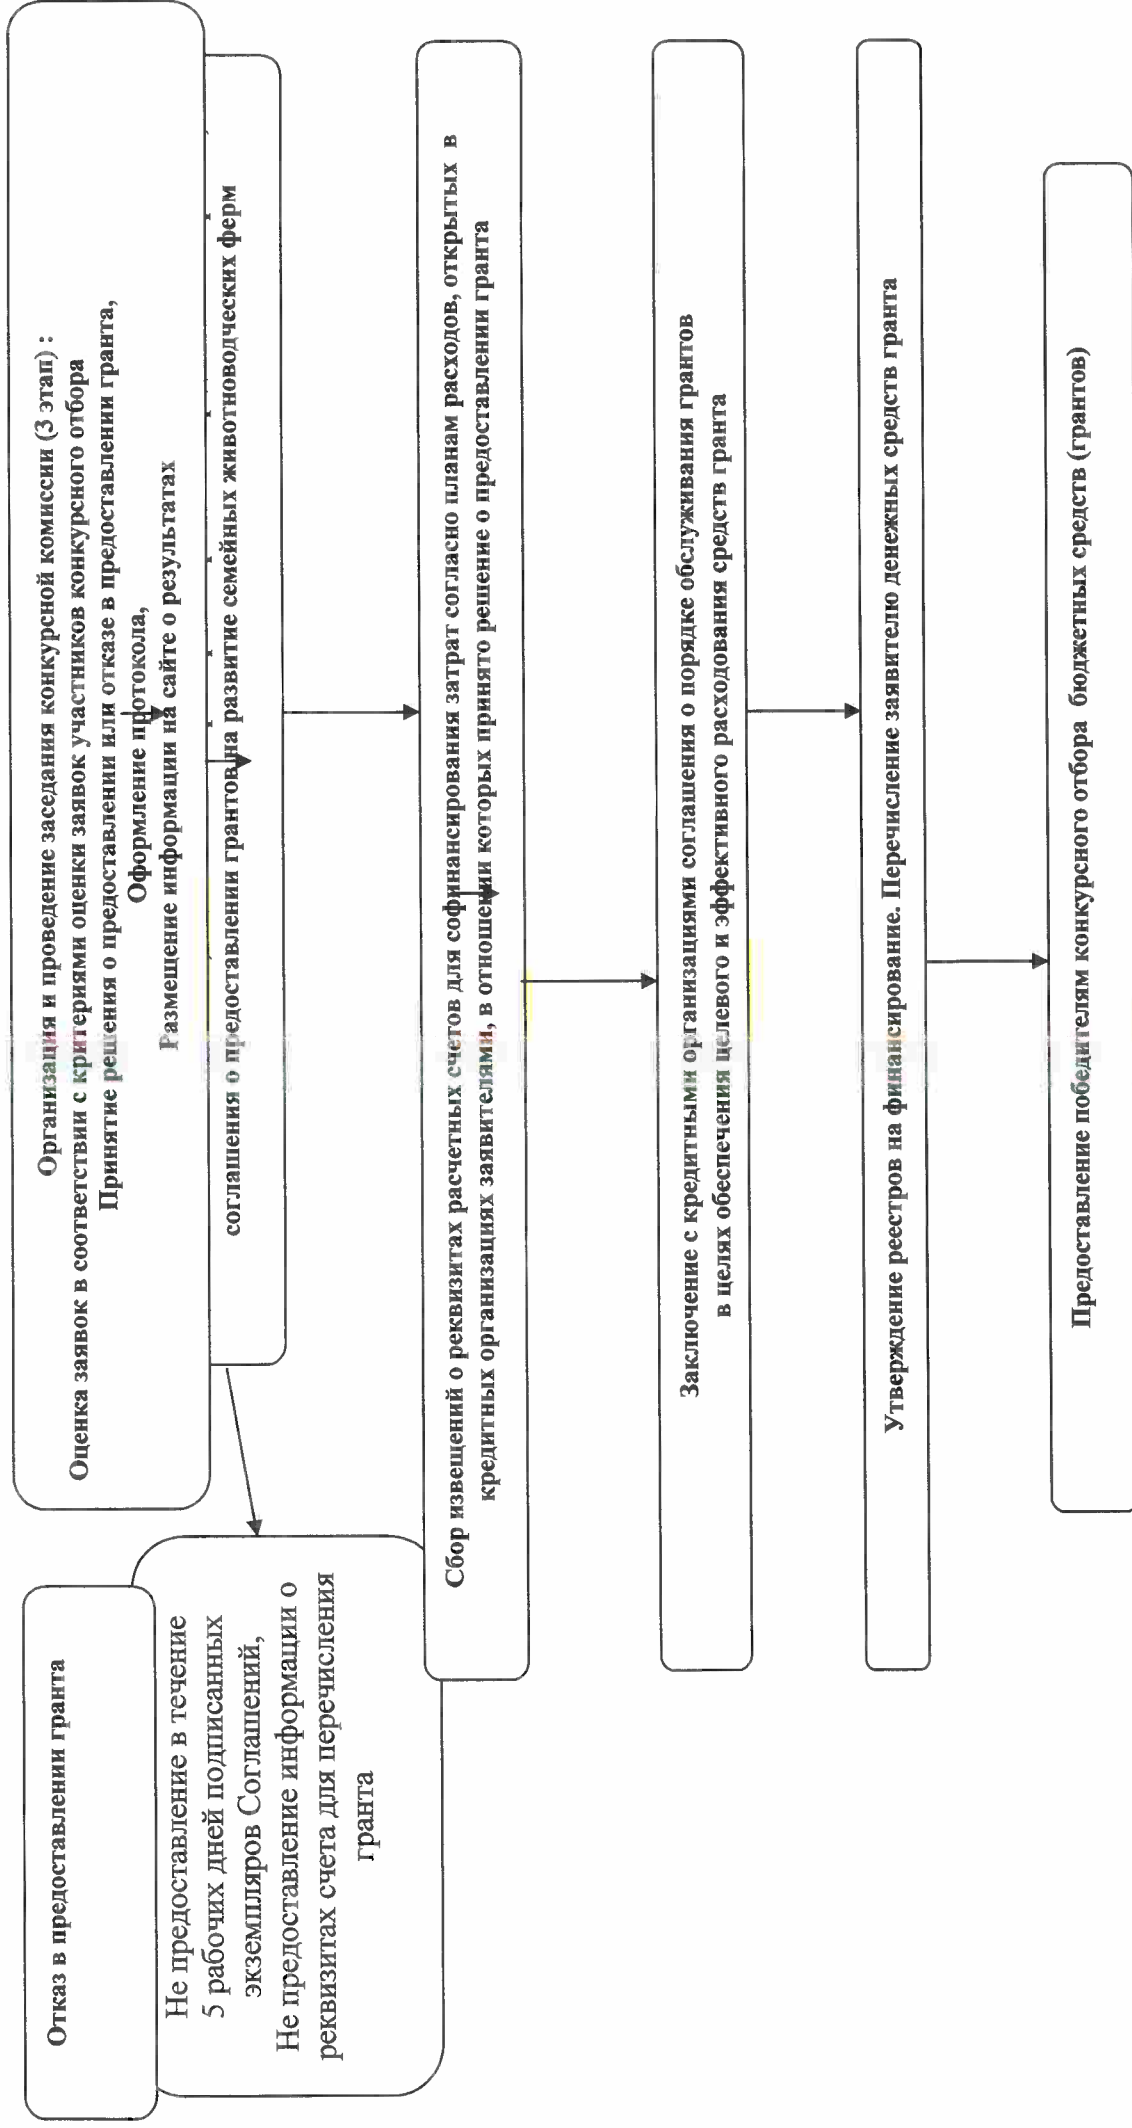 Организация и проведение заседания конкурсной комиссии (3 этап) :
Оценка заявок в соответствии с критериями оценки заявок участников конкурсного отбора
Принятие решения о предоставлении или отказе в предоставлении гранта,
Оформление протокола,
Размещение информации на сайте о результатах
соглашения о предоставлении грантов на развитие семейных животноводческих ферм
Отказ в предоставлении гранта
Не предоставление в течение
5 рабочих дней подписанных
экземпляров Соглашений,
Не предоставление информации о
реквизитах счета для перечисления
гранта
Сбор извещений о реквизитах расчетных счетов для софинансирования затрат согласно планам расходов, открытых в
кредитных организациях заявителями, в отношении которых принято решение о предоставлении гранта
Заключение с кредитными организациями соглашения о порядке обслуживания грантов
в целях обеспечения целевого и эффективного расходования средств гранта
Утверждение реестров на финансирование. Перечисление заявителю денежных средств гранта
Предоставление победителям конкурсного отбора бюджетных средств (грантов)